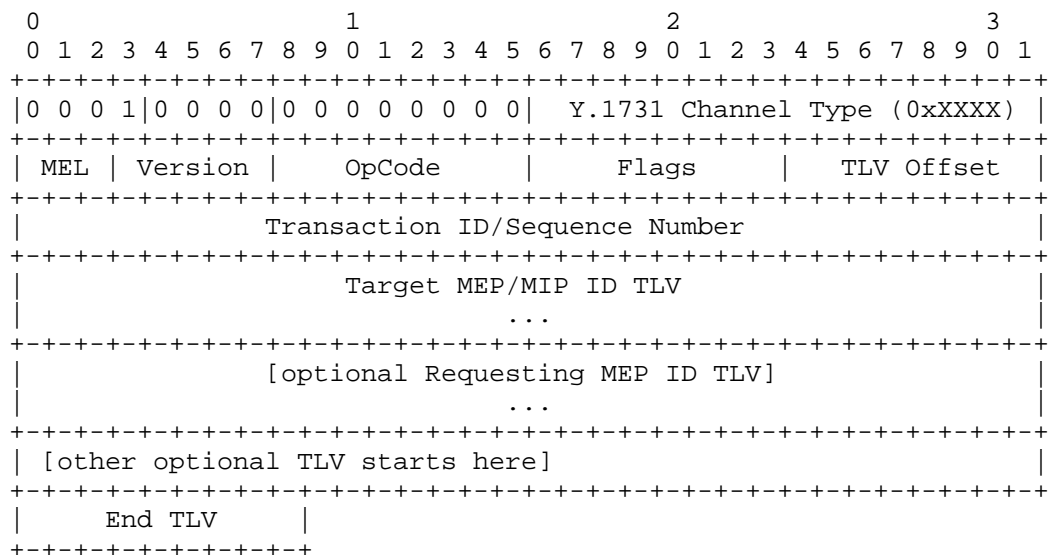 0                   1                   2                   3
 0 1 2 3 4 5 6 7 8 9 0 1 2 3 4 5 6 7 8 9 0 1 2 3 4 5 6 7 8 9 0 1
+-+-+-+-+-+-+-+-+-+-+-+-+-+-+-+-+-+-+-+-+-+-+-+-+-+-+-+-+-+-+-+-+
|0 0 0 1|0 0 0 0|0 0 0 0 0 0 0 0|  Y.1731 Channel Type (0xXXXX) |
+-+-+-+-+-+-+-+-+-+-+-+-+-+-+-+-+-+-+-+-+-+-+-+-+-+-+-+-+-+-+-+-+
| MEL | Version |    OpCode     |     Flags     |   TLV Offset  |
+-+-+-+-+-+-+-+-+-+-+-+-+-+-+-+-+-+-+-+-+-+-+-+-+-+-+-+-+-+-+-+-+
|               Transaction ID/Sequence Number                  |
+-+-+-+-+-+-+-+-+-+-+-+-+-+-+-+-+-+-+-+-+-+-+-+-+-+-+-+-+-+-+-+-+
|                    Target MEP/MIP ID TLV                      |
|                              ...                              |
+-+-+-+-+-+-+-+-+-+-+-+-+-+-+-+-+-+-+-+-+-+-+-+-+-+-+-+-+-+-+-+-+
|               [optional Requesting MEP ID TLV]                |
|                              ...                              |
+-+-+-+-+-+-+-+-+-+-+-+-+-+-+-+-+-+-+-+-+-+-+-+-+-+-+-+-+-+-+-+-+
| [other optional TLV starts here]                              |
+-+-+-+-+-+-+-+-+-+-+-+-+-+-+-+-+-+-+-+-+-+-+-+-+-+-+-+-+-+-+-+-+
|     End TLV     |
+-+-+-+-+-+-+-+-+-+